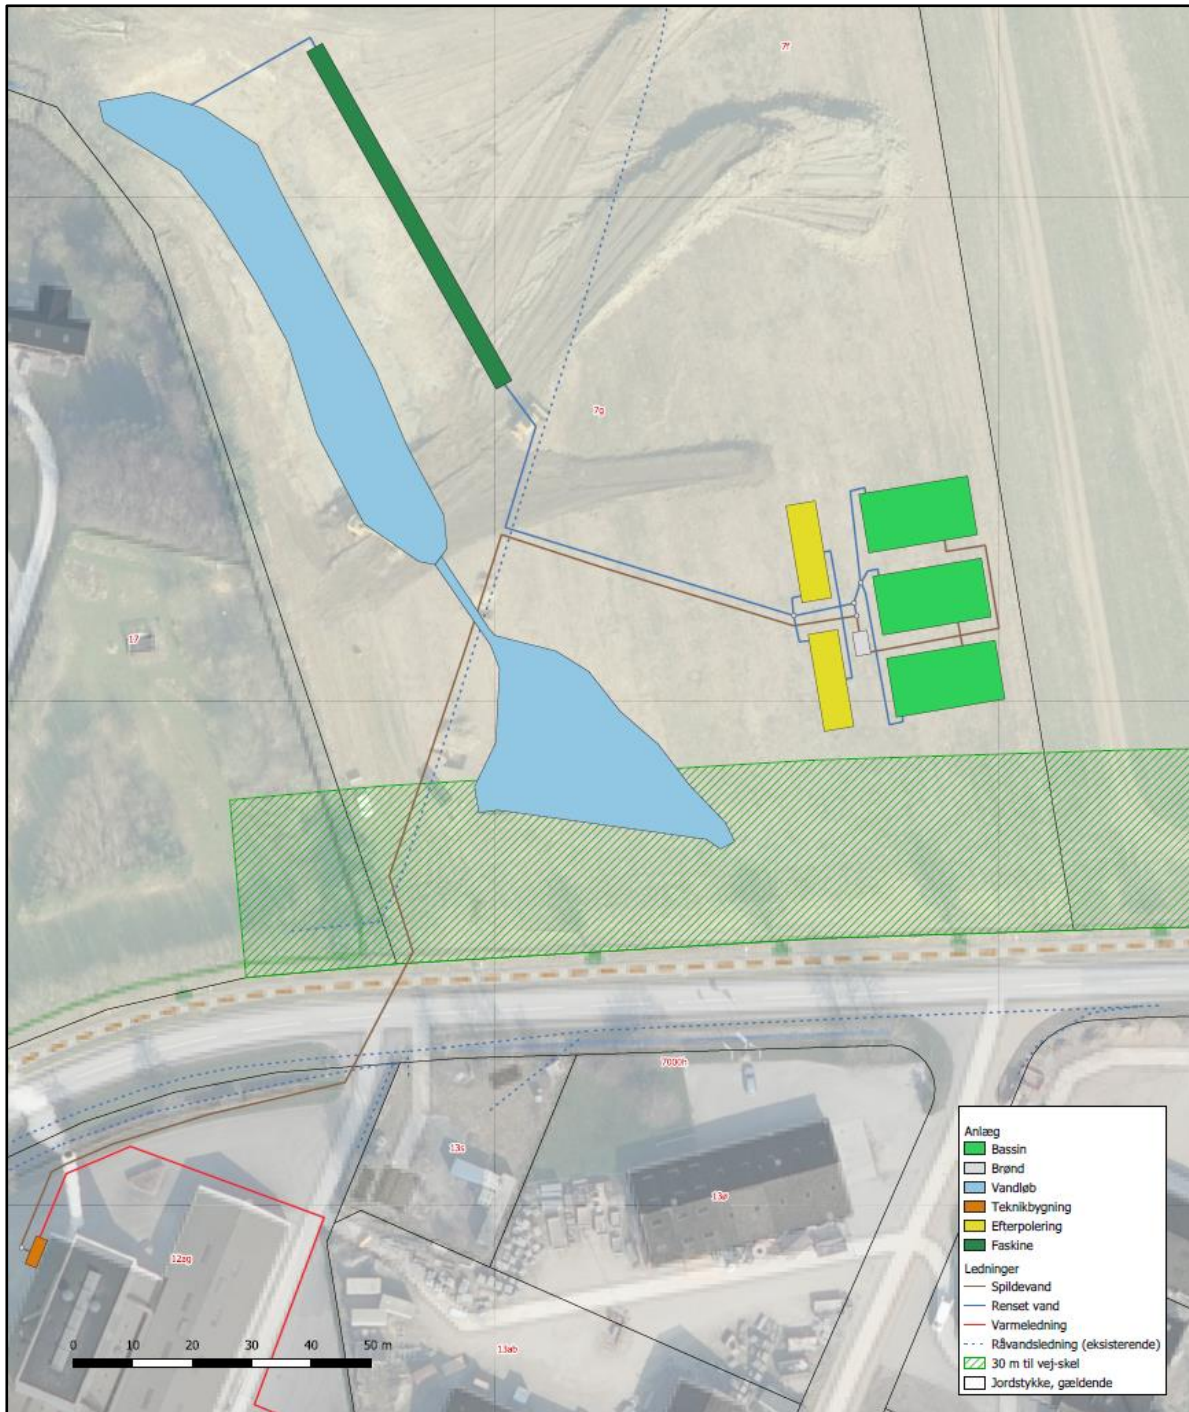 7f
7g
17
7000h
13s
13ø
12zg
13ab
0 10 20 30 40 50 m
Anlæg
Bassin
Brønd
Vandløb
Teknikbygning
Efterpolering
Faskine
Ledninger
Spildevand
Renset vand
Varmeledning
Råvandsledning (eksisterende)
30 m til vej-skel
Jordstykke, gældende